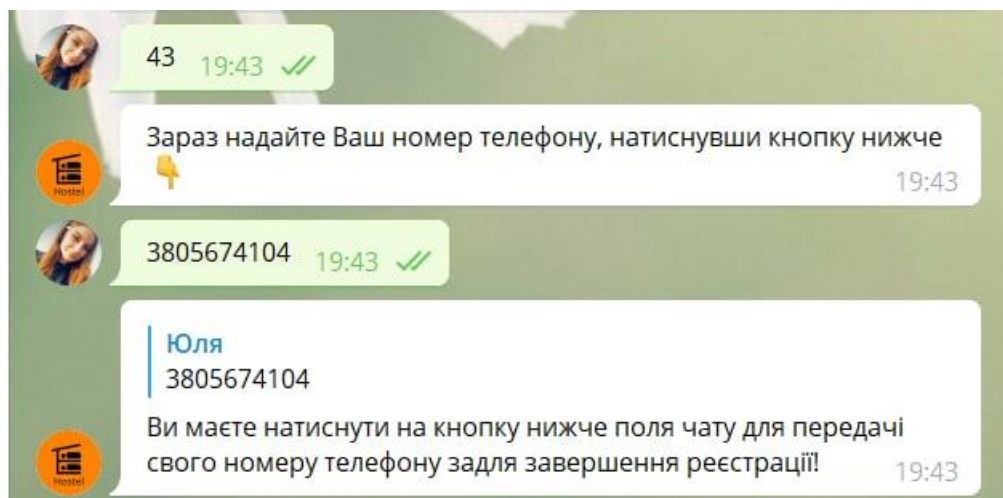 43 19:43
Зараз надайте Ваш номер телефону, натиснувши кнопку нижче
👇
19:43
Hostel
3805674104 19:43
Юля
3805674104
Ви маєте натиснути на кнопку нижче поля чату для передачі
свого номеру телефону задля завершення реєстрації! 19:43
Hostel